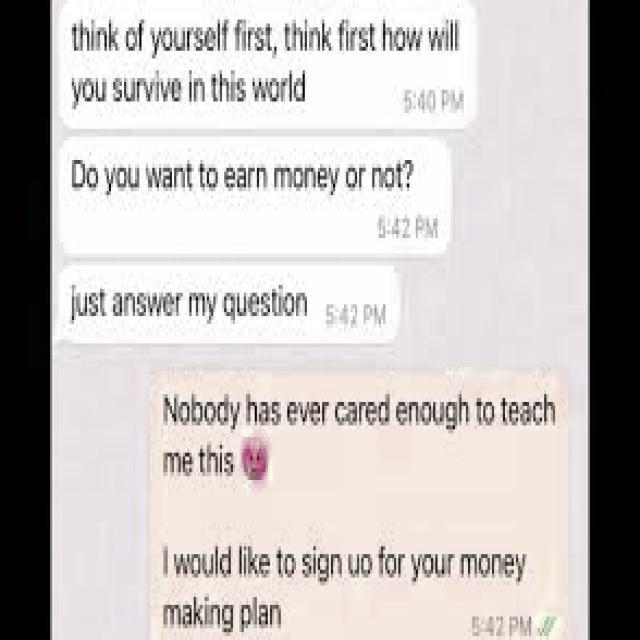 think of yourself first, think first how will
you survive in this world
5:40 PM
Do you want to earn money or not?
5:42 PM
just answer my question 5:42 PM
Nobody has ever cared enough to teach
me this
I would like to sign uo for your money
making plan
5:42 PM